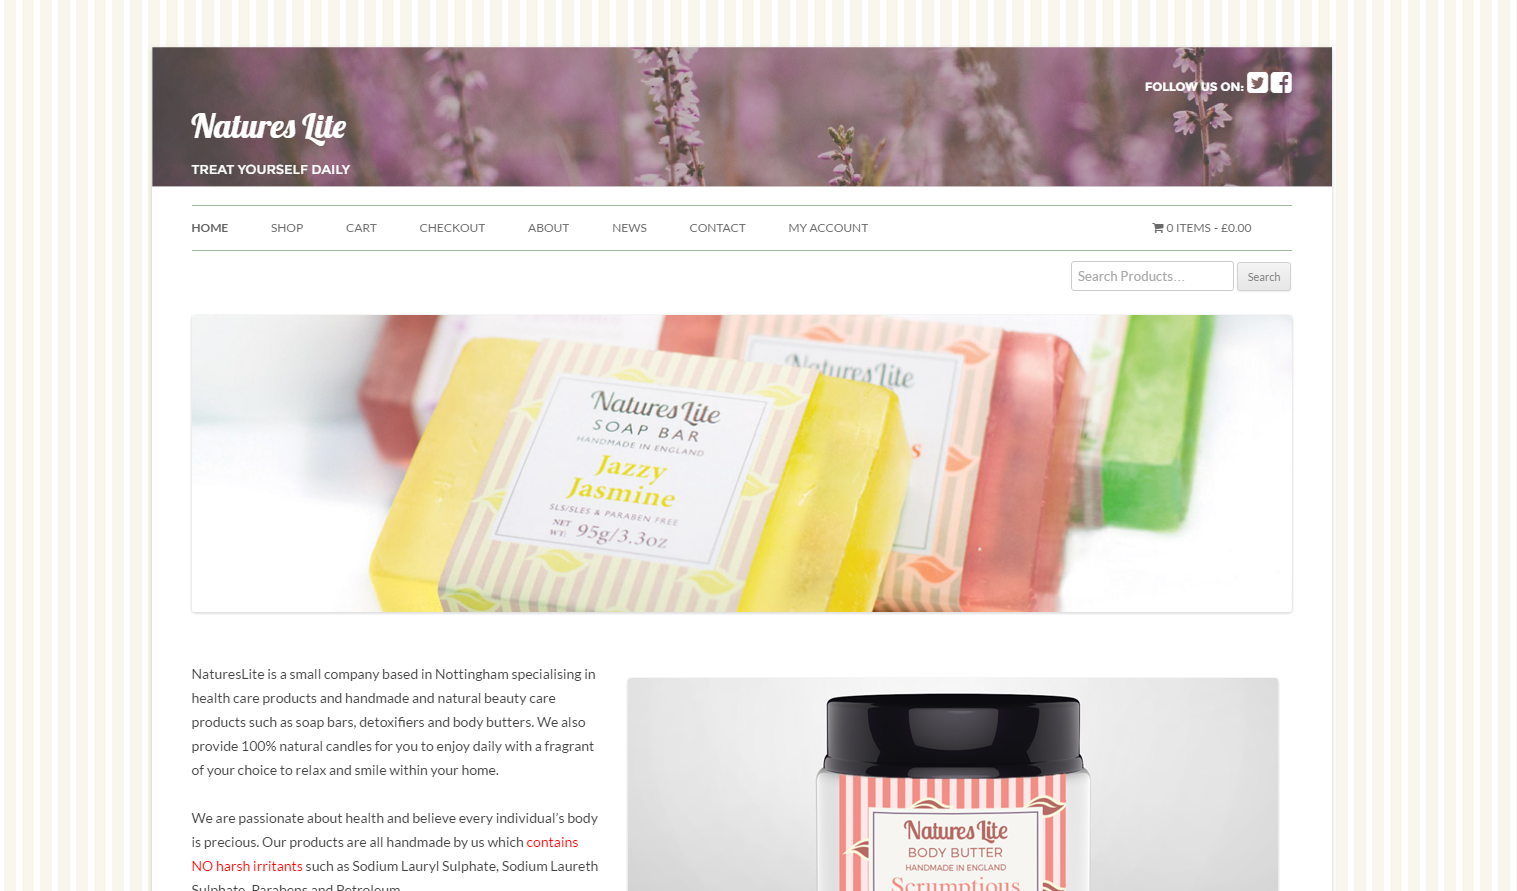 FOLLOW US ON:
Natures Lite
TREAT YOURSELF DAILY
HOME SHOP CART CHECKOUT ABOUT NEWS CONTACT MY ACCOUNT 0 ITEMS - £0.00
Search Products... Search
Natures Lite
Natures Lite
SOAP BAR
HANDMADE IN ENGLAND
Jazzy
Jasmine
SLS/SLES & PARABEN FREE
NET
WT: 95g/3.3oz
NaturesLite is a small company based in Nottingham specialising in
health care products and handmade and natural beauty care
products such as soap bars, detoxifiers and body butters. We also
provide 100% natural candles for you to enjoy daily with a fragrant
of your choice to relax and smile within your home.
We are passionate about health and believe every individual's body
is precious. Our products are all handmade by us which contains
NO harsh irritants such as Sodium Lauryl Sulphate, Sodium Laureth
Sulphate, Parabens and Petroleum.
Natures Lite
BODY BUTTER
HANDMADE IN ENGLAND
Scrumptious